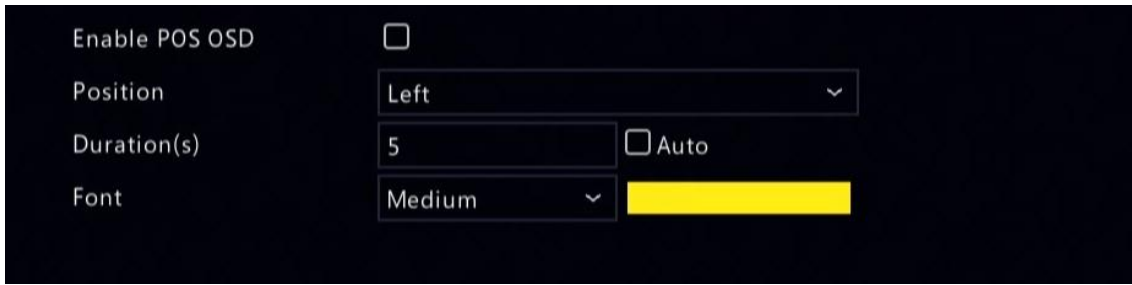 Enable POS OSD
Position Left
Duration(s) 5 Auto
Font Medium